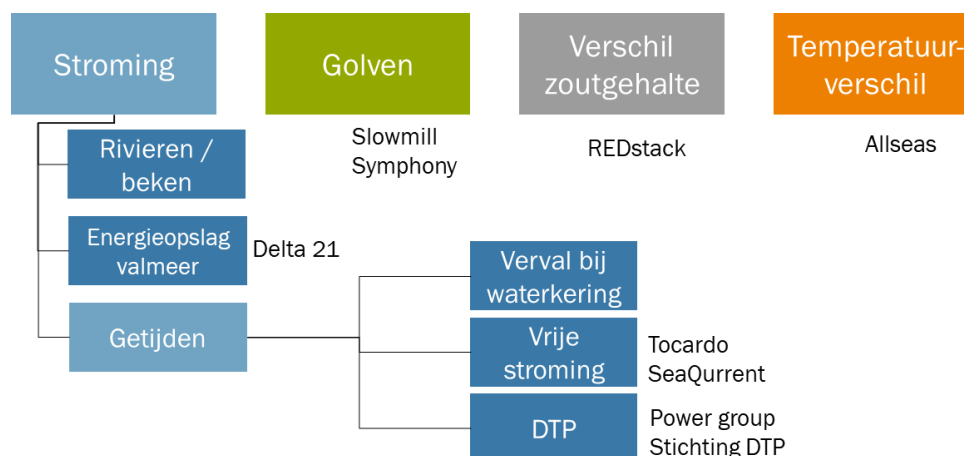 Stroming
Golven
Verschil
zoutgehalte
Temperatuur-
verschil
Slowmill
Symphony
REDstack
Allseas
Rivieren /
beken
Energieopslag
valmeer
Delta 21
Getijden
Verval bij
waterkering
Vrije
stroming
Tocardo
SeaQurrent
DTP
Power group
Stichting DTP